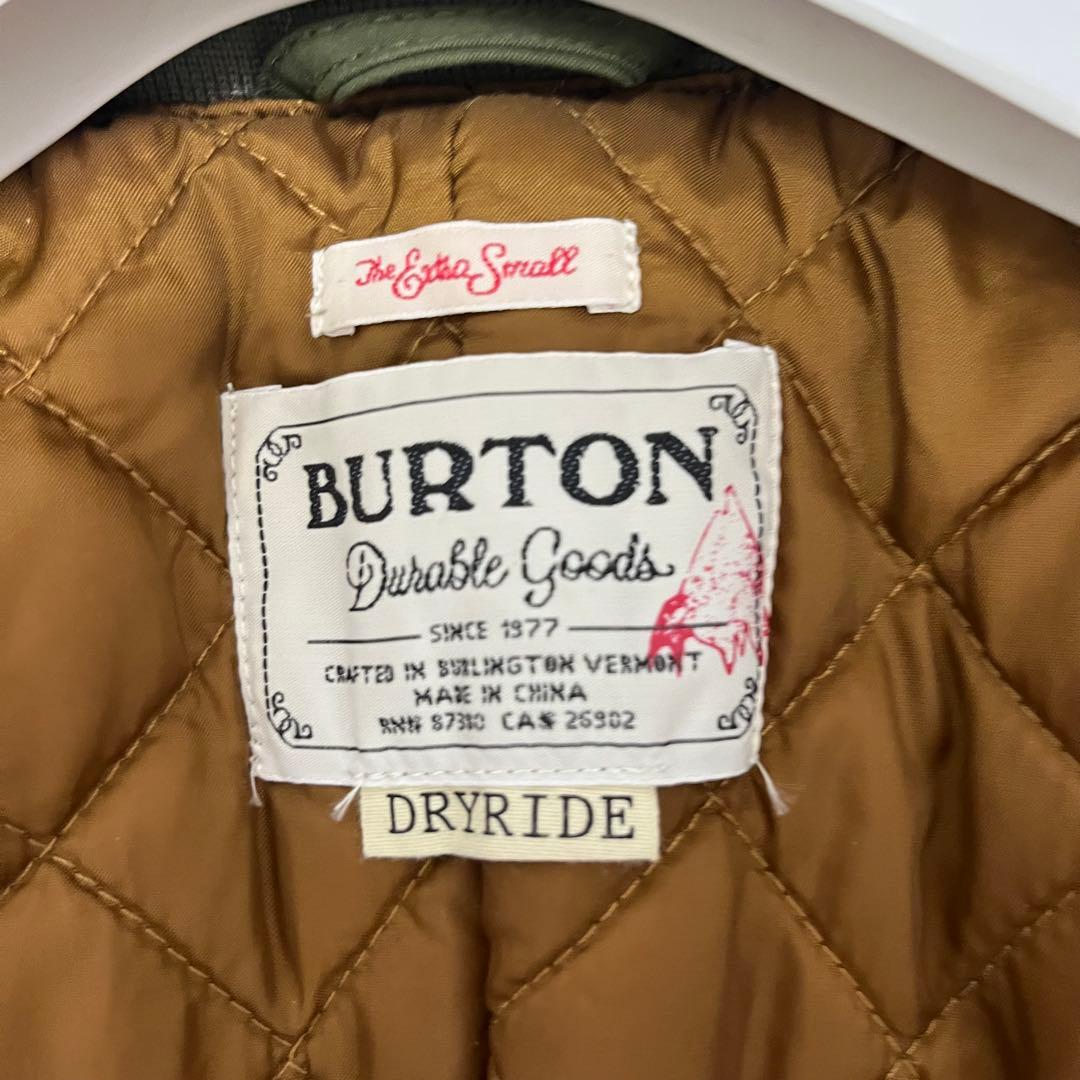 The Extra Small
BURTON
Durable Goods
SINCE 1977
CRAFTED IN BURLINGTON VERMONT
MADE IN CHINA
RN# 87310 CA# 26902
DRYRIDE